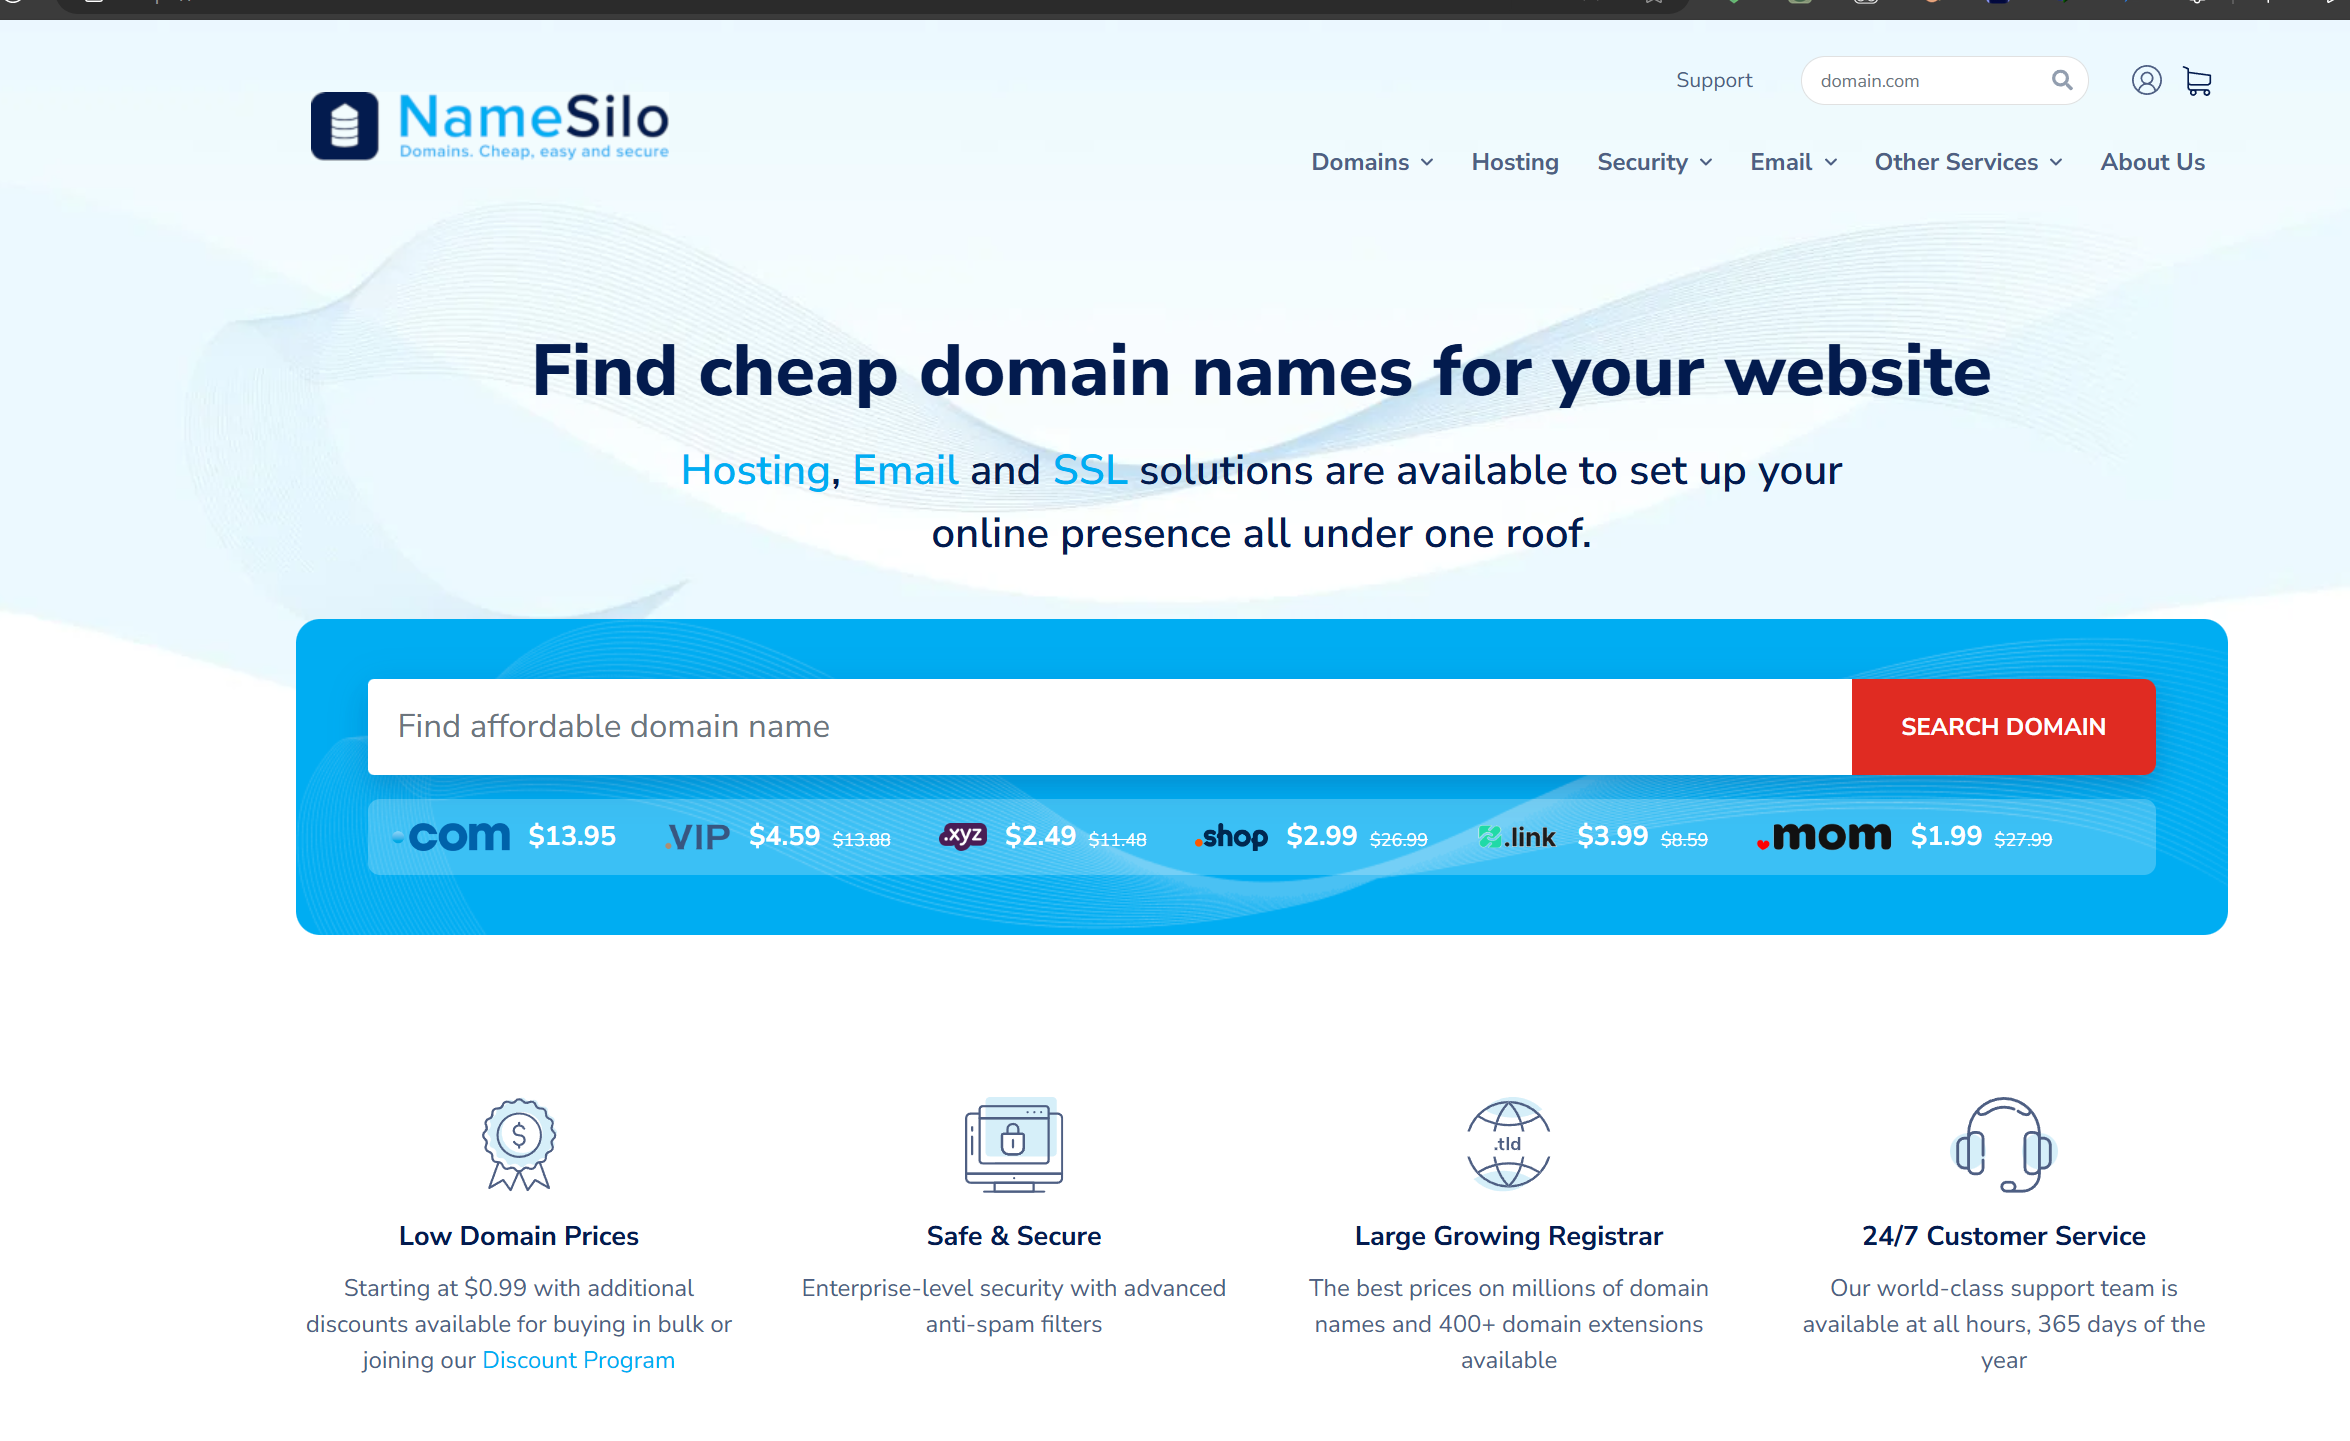 Support
domain.com
NameSilo
Domains. Cheap, easy and secure
Domains Hosting Security Email Other Services About Us
Find cheap domain names for your website
Hosting, Email and SSL solutions are available to set up your
online presence all under one roof.
Find affordable domain name
SEARCH DOMAIN
.com $13.95 .VIP $4.59 $13.88 .xyz $2.49 $11.48 .shop $2.99 $26.99 .link $3.99 $8.59 .mom $1.99 $27.99
$
.tld
Low Domain Prices
Starting at $0.99 with additional
discounts available for buying in bulk or
joining our Discount Program
Safe & Secure
Enterprise-level security with advanced
anti-spam filters
Large Growing Registrar
The best prices on millions of domain
names and 400+ domain extensions
available
24/7 Customer Service
Our world-class support team is
available at all hours, 365 days of the
year